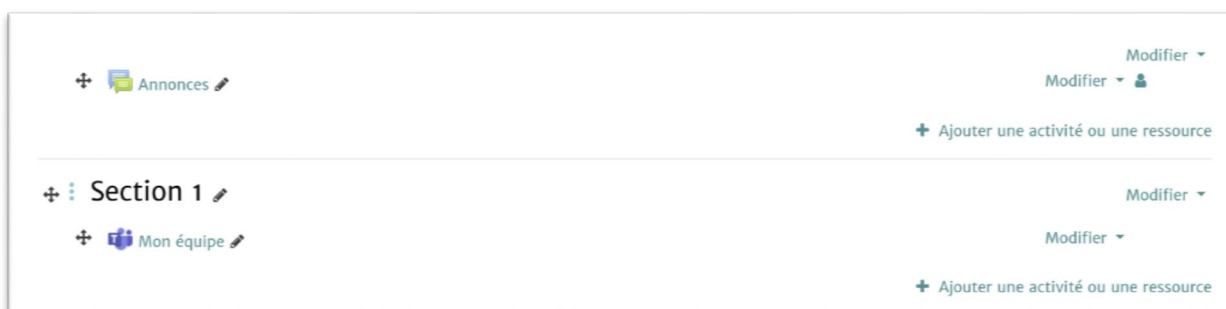 Modifier
Annonces Modifier
+ Ajouter une activité ou une ressource
Section 1 Modifier
Mon équipe Modifier
+ Ajouter une activité ou une ressource